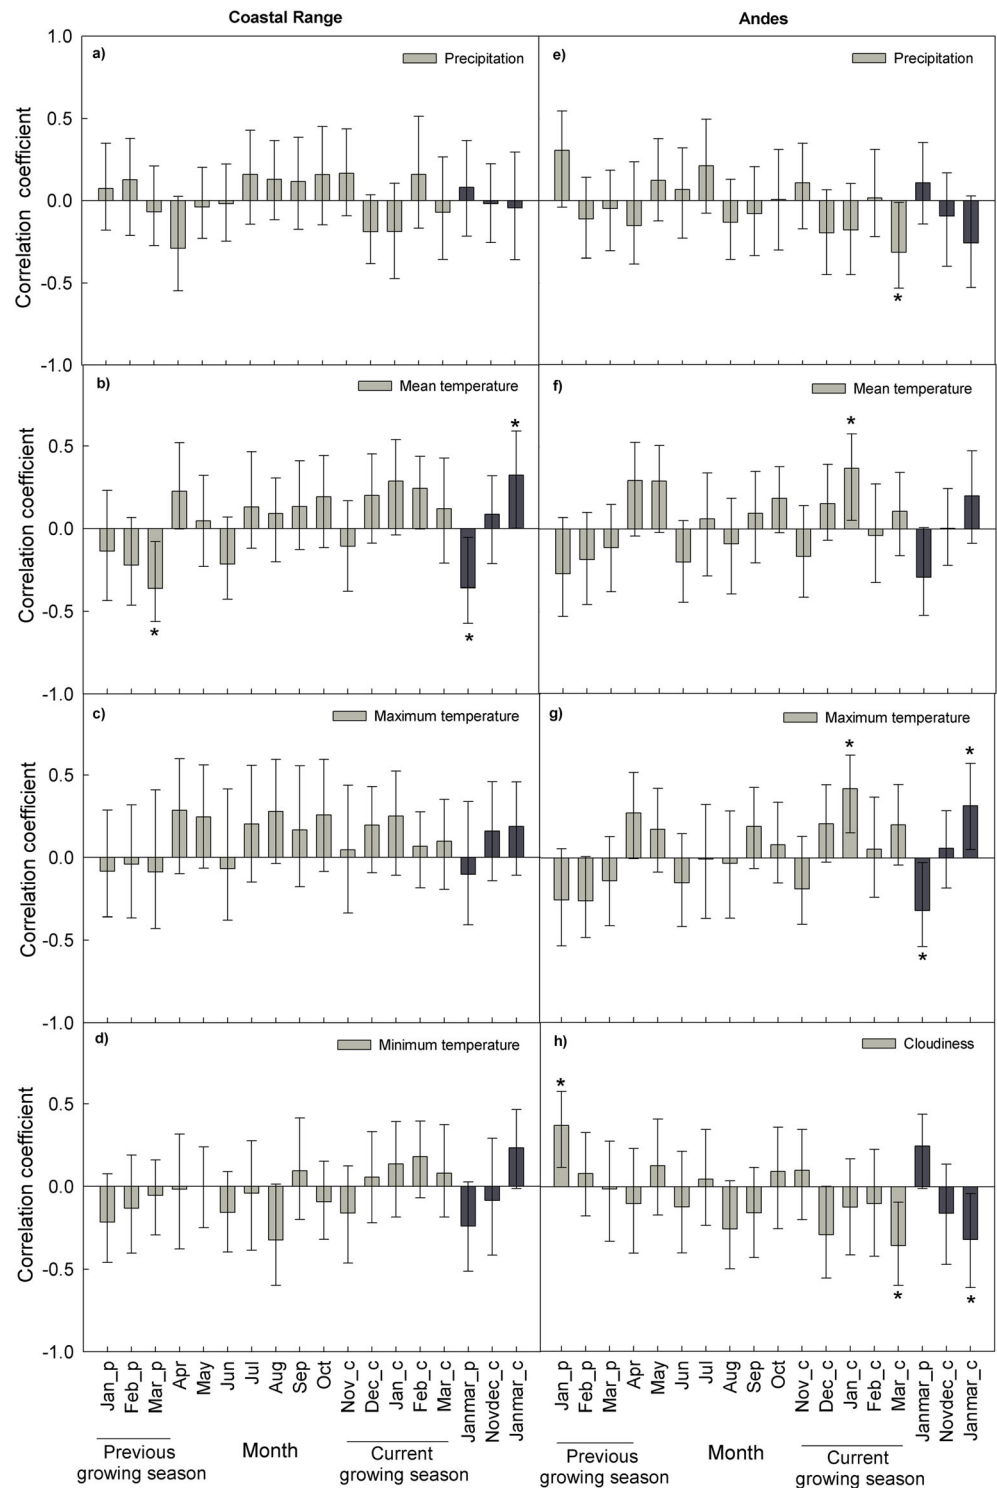 Coastal Range
Andes
a)
Precipitation
e)
Precipitation
1.0
0.5
0.0
-0.5
-1.0
Correlation coefficient
*
b)
Mean temperature
f)
Mean temperature
0.5
0.0
-0.5
-1.0
Correlation coefficient
*
*
*
*
c)
Maximum temperature
g)
Maximum temperature
0.5
0.0
-0.5
-1.0
Correlation coefficient
*
*
*
d)
Minimum temperature
h)
Cloudiness
0.5
0.0
-0.5
-1.0
Correlation coefficient
*
*
*
Jan_p
Feb_p
Mar_p
Apr
May
Jun
Jul
Aug
Sep
Oct
Nov_c
Dec_c
Jan_c
Feb_c
Mar_c
Janmar_p
Novdec_c
Janmar_c
Jan_p
Feb_p
Mar_p
Apr
May
Jun
Jul
Aug
Sep
Oct
Nov_c
Dec_c
Jan_c
Feb_c
Mar_c
Janmar_p
Novdec_c
Janmar_c
Previous
growing season
Month
Current
growing season
Previous
growing season
Month
Current
growing season